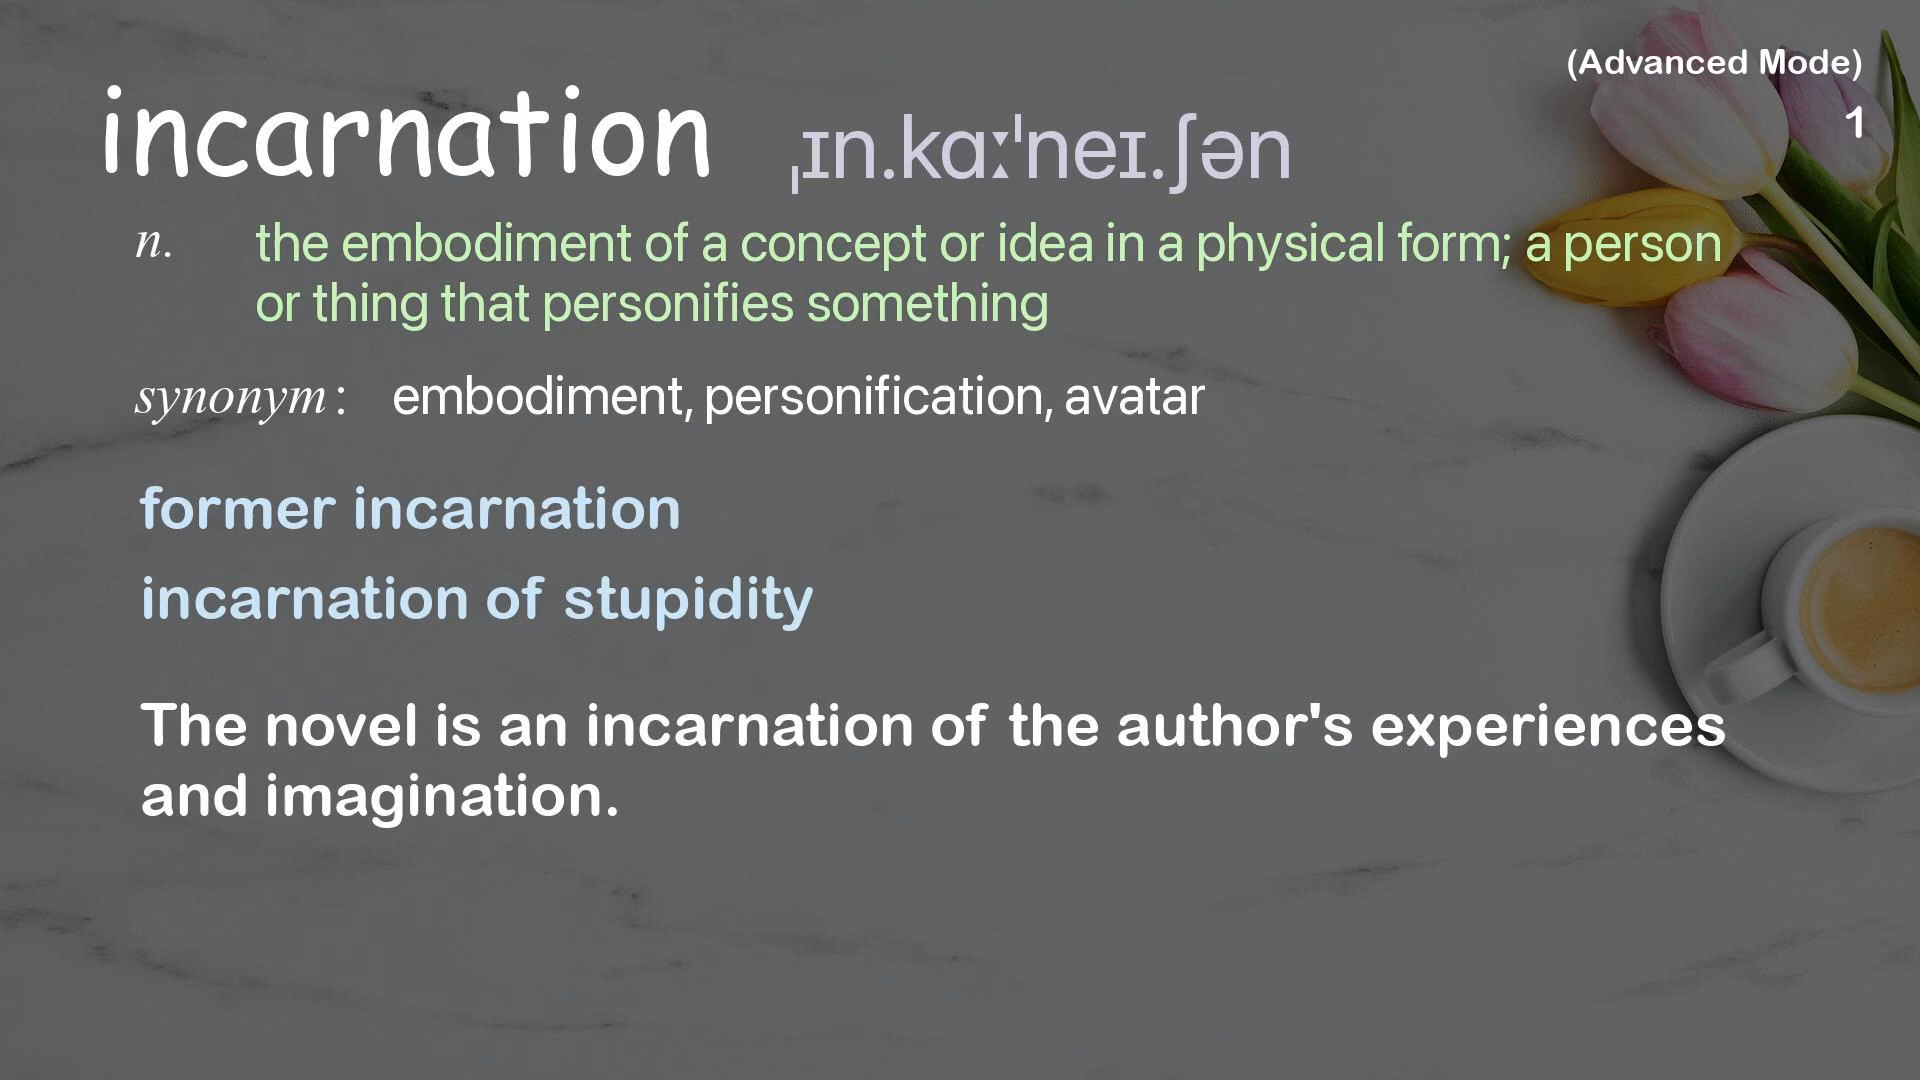 (Advanced Mode)
1
incarnation ˌɪn.kɑːˈneɪ.ʃən
n. the embodiment of a concept or idea in a physical form; a person
or thing that personifies something
synonym: embodiment, personification, avatar
former incarnation
incarnation of stupidity
The novel is an incarnation of the author's experiences
and imagination.